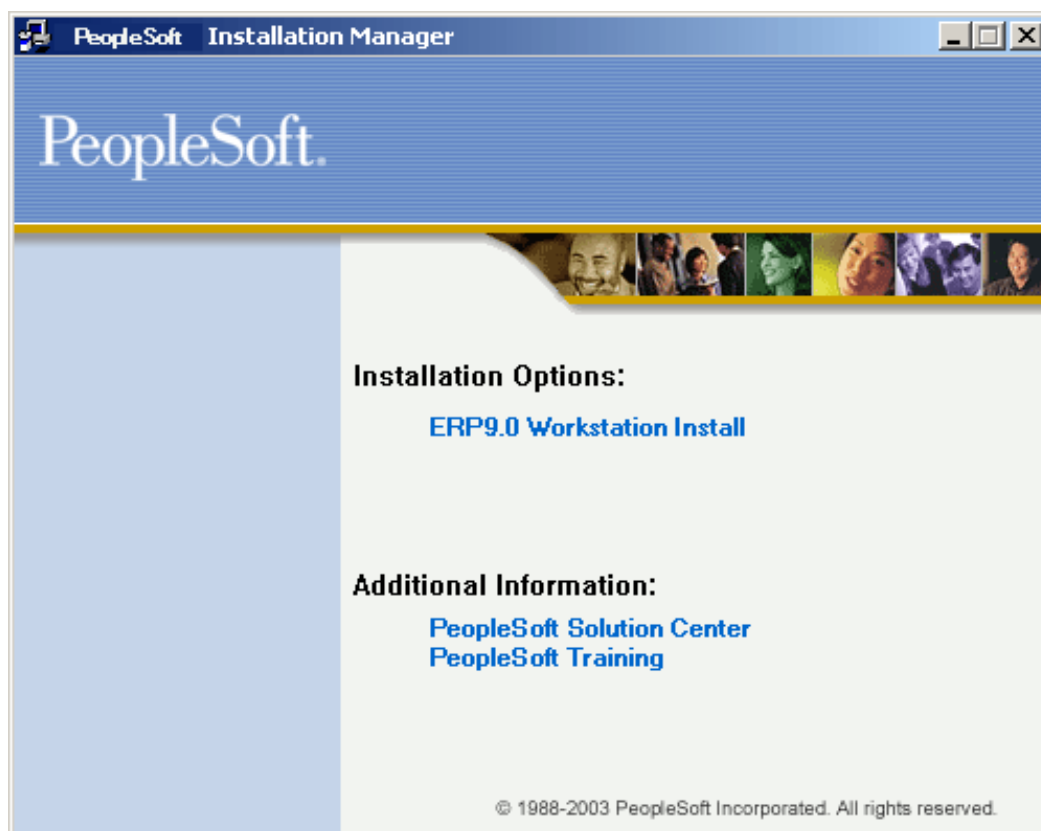 PeopleSoft Installation Manager
PeopleSoft.
Installation Options:
ERP9.0 Workstation Install
Additional Information:
PeopleSoft Solution Center
PeopleSoft Training
© 1988-2003 PeopleSoft Incorporated. All rights reserved.